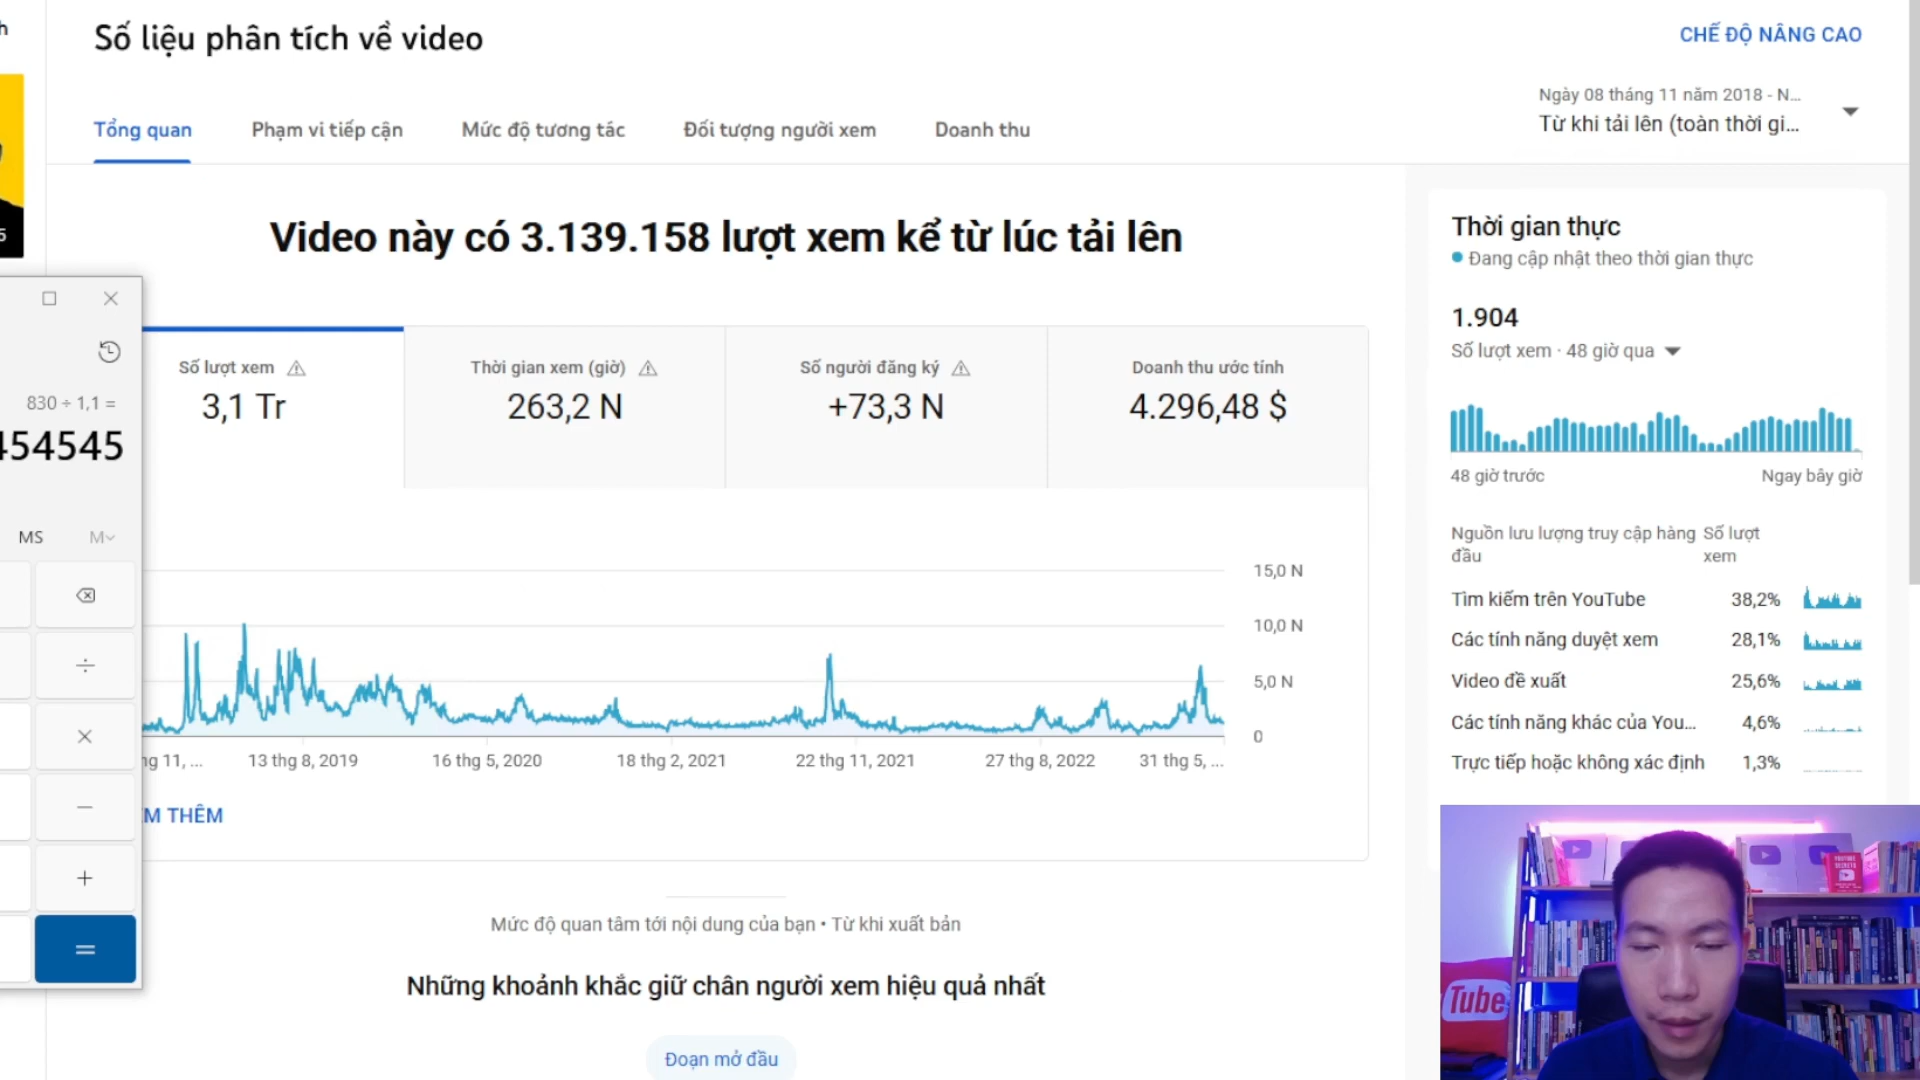 Số liệu phân tích về video
CHẾ ĐỘ NÂNG CAO
Tổng quan
Phạm vi tiếp cận
Mức độ tương tác
Đối tượng người xem
Doanh thu
Ngày 08 tháng 11 năm 2018 - N...
Từ khi tải lên (toàn thời gi...
5
Video này có 3.139.158 lượt xem kể từ lúc tải lên
Số lượt xem
3,1 Tr
Thời gian xem (giờ)
263,2 N
Số người đăng ký
+73,3 N
Doanh thu ước tính
4.296,48 $
830 ÷ 1,1 =
454545
MS
M
÷
×
−
+
=
15,0 N
10,0 N
5,0 N
0
ng 11, ...
13 thg 8, 2019
16 thg 5, 2020
18 thg 2, 2021
22 thg 11, 2021
27 thg 8, 2022
31 thg 5, ...
M THÊM
Mức độ quan tâm tới nội dung của bạn • Từ khi xuất bản
Những khoảnh khắc giữ chân người xem hiệu quả nhất
Đoạn mở đầu
Thời gian thực
Đang cập nhật theo thời gian thực
1.904
Số lượt xem · 48 giờ qua
48 giờ trước
Ngay bây giờ
Nguồn lưu lượng truy cập hàng đầu
Số lượt xem
Tìm kiếm trên YouTube 38,2%
Các tính năng duyệt xem 28,1%
Video đề xuất 25,6%
Các tính năng khác của You... 4,6%
Trực tiếp hoặc không xác định 1,3%
YOUTUBE
SECRETS
Tube